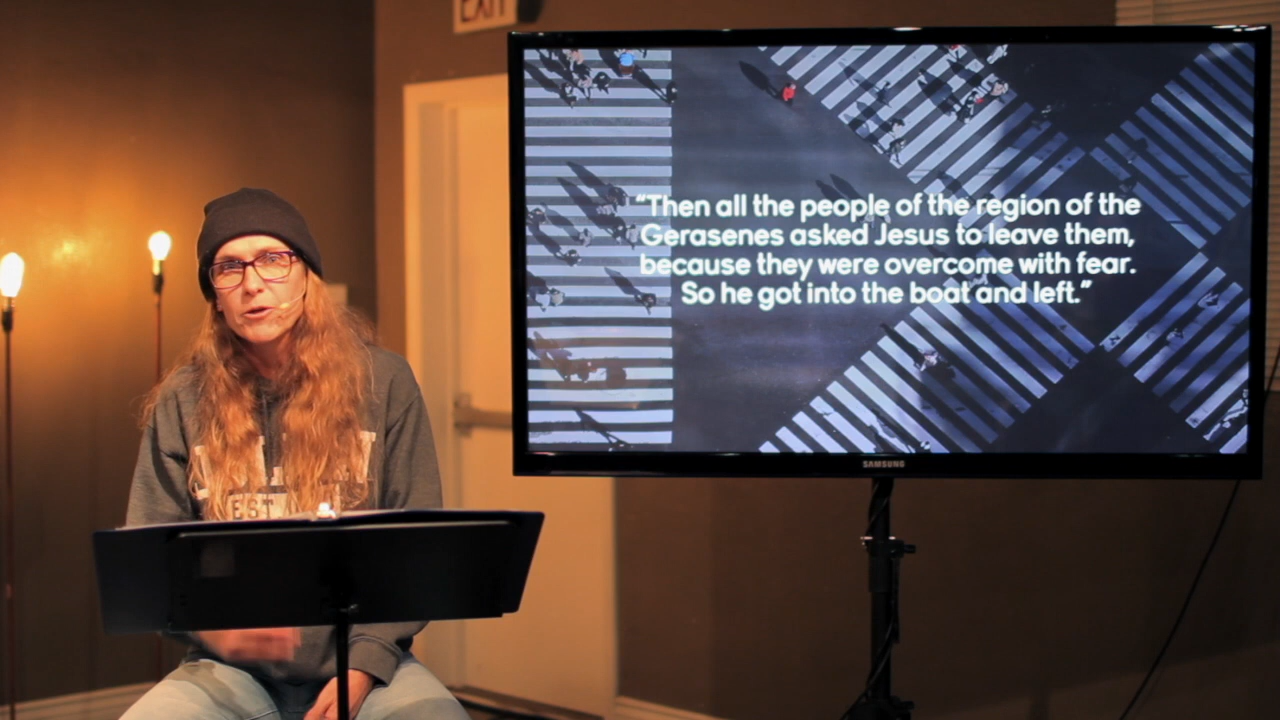 EXIT
“Then all the people of the region of the
Gerasenes asked Jesus to leave them,
because they were overcome with fear.
So he got into the boat and left.”
SAMSUNG
EST